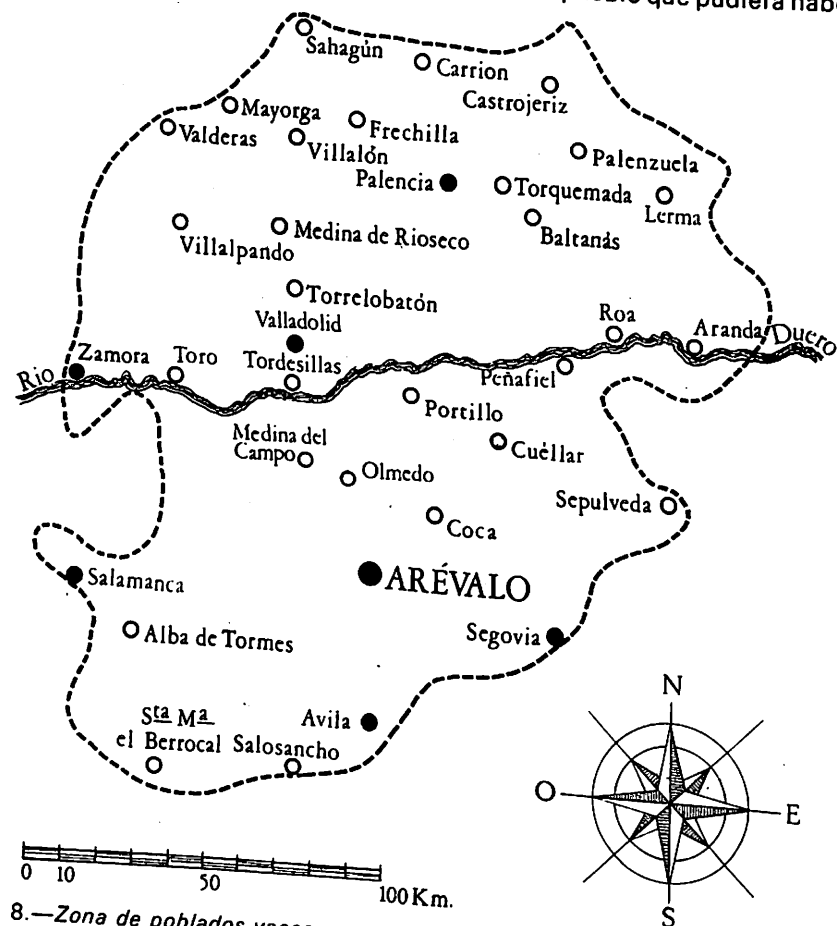 que pudiera
Sahagún
Carrion
Castrojeriz
Mayorga
Frechilla
Valderas
Villalón
Palenzuela
Palencia
Torquemada
Lerma
Baltanás
Villalpando
Medina de Rioseco
Torrelobatón
Valladolid
Roa
Aranda
Duero
Rio
Zamora
Toro
Tordesillas
Peñafiel
Portillo
Medina del
Campo
Cuéllar
Olmedo
Sepulveda
Coca
Salamanca
ARÉVALO
Alba de Tormes
Segovia
Sta Ma
el Berrocal
Salosancho
Avila
N
O
E
S
0 10 50 100 Km.
8.—Zona de poblados